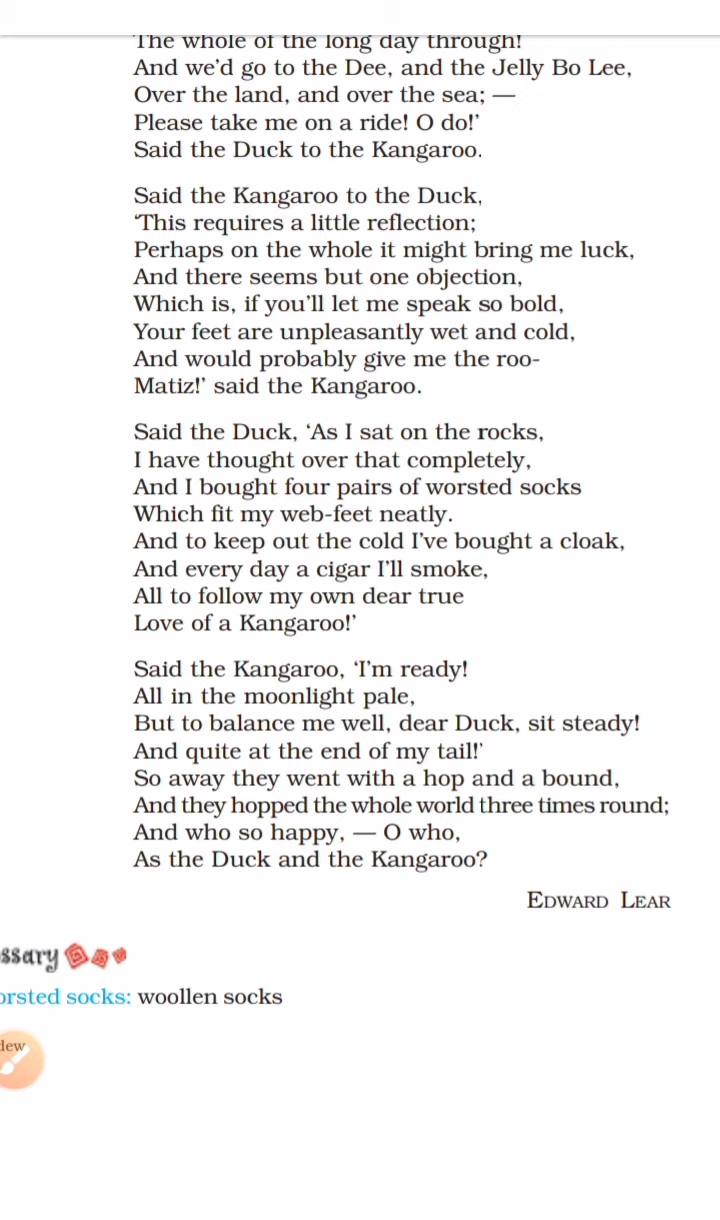 The whole of the long day through!
And we’d go to the Dee, and the Jelly Bo Lee,
Over the land, and over the sea; —
Please take me on a ride! O do!’
Said the Duck to the Kangaroo.
Said the Kangaroo to the Duck,
‘This requires a little reflection;
Perhaps on the whole it might bring me luck,
And there seems but one objection,
Which is, if you’ll let me speak so bold,
Your feet are unpleasantly wet and cold,
And would probably give me the roo-
Matiz!’ said the Kangaroo.
Said the Duck, ‘As I sat on the rocks,
I have thought over that completely,
And I bought four pairs of worsted socks
Which fit my web-feet neatly.
And to keep out the cold I’ve bought a cloak,
And every day a cigar I’ll smoke,
All to follow my own dear true
Love of a Kangaroo!’
Said the Kangaroo, ‘I’m ready!
All in the moonlight pale,
But to balance me well, dear Duck, sit steady!
And quite at the end of my tail!’
So away they went with a hop and a bound,
And they hopped the whole world three times round;
And who so happy, — O who,
As the Duck and the Kangaroo?
EDWARD LEAR
ssary
orsted socks: woollen socks